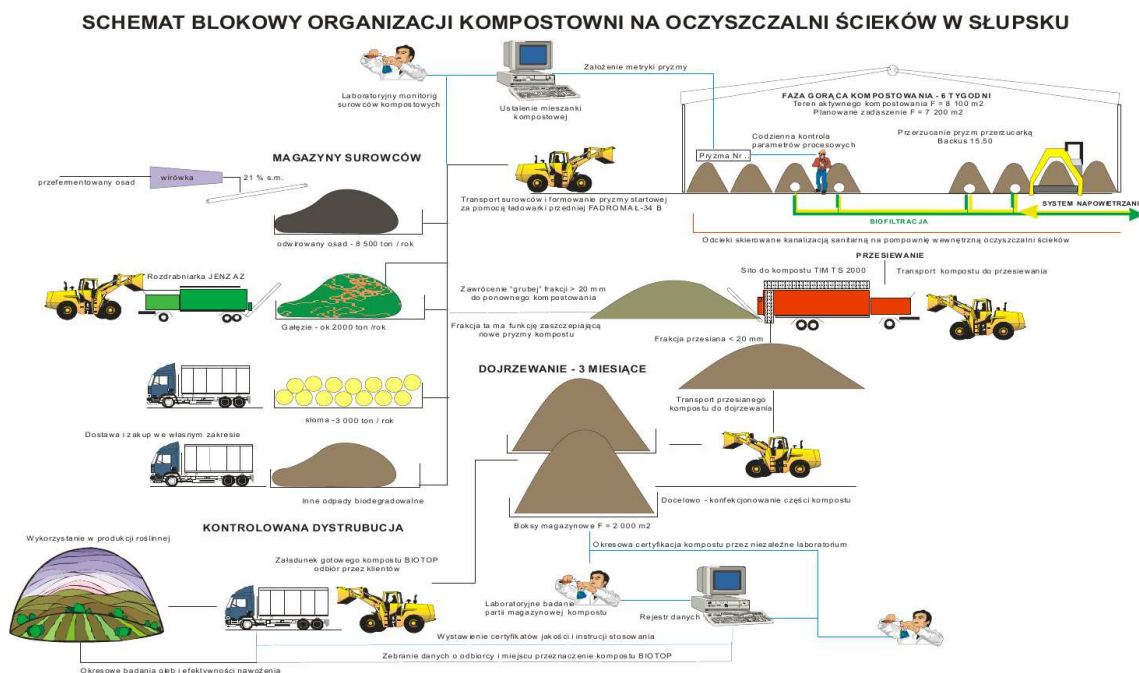 SCHEMAT BLOKOWY ORGANIZACJI KOMPOSTOWNI NA OCZYSZCZALNI ŚCIEKÓW W SŁUPSKU
Laboratoryjny monitorig
surowców kompostowych
Ustalenie miesz anki
kompostowej
Założenie metryki pryzmy
FAZA GORĄCA KOMPOSTOWANIA - 6 TYGODNI
Teren aktywnego kompostowania F = 8 100 m2
Planowane zadaszenie F = 7 200 m2
Codzienna kontrola
parametrów procesowych
Przerzucanie pryzm przerzucarką
Backus 15.50
Pryzma Nr ..
MAGAZYNY SUROWCÓW
przefementowany osad
wirówka
21 % s.m.
Transport surowców i formowanie pryzmy startowej
za pomocą ładowarki przedniej FADROMA Ł-34 B
SYSTEM NAPOWIETRZANI
BIOFILTRACJA
odwirowany osad - 8 500 ton / rok
Odcieki skierowane kanalizacją sanitarną na pompownię wewnętrzną oczyszcalni ścieków
PRZESIEWANIE
Rozdrabniarka JENZ AZ
Sito do kompostu TIM TS 2000
Transport kompostu do przesiewania
Zawrócenie "grubej" frakcji > 20 mm
do ponownego kompostowania
Gałęzie - ok.2000 ton /rok
Frakcja ta ma funkcję zaszczepiającą
nowe pryzmy kompostu
Frakcja przesiana < 20 mm
DOJRZEWANIE - 3 MIESIĄCE
Transport przesianego
kompostu do dojrzewania
słoma -3 000 ton / rok
Dostawa i zakup we własnym zakresie
Inne odpady biodegradowalne
Docelowo - konfekcjonowanie części kompostu
KONTROLOWANA DYSTRUBUCJA
Boksy magazynowe F = 2 000 m2
Wykorzystanie w produkcji roślinnej
Okresowa certyfikacja kompostu przez niezależne laboratorium
Załadunek gotowego kompostu BIOTOP
odbiór przez klientów
Laboratoryjne badanie
partii magazynowej kompostu
Rejestr danych
Wystawienie certyfikatów jakości i instrucji stosowania
Zebranie danych o odbiorcy i miejscu przeznaczenie kompostu BIOTOP
Okresowe badania gleb i efektywności nawożenia